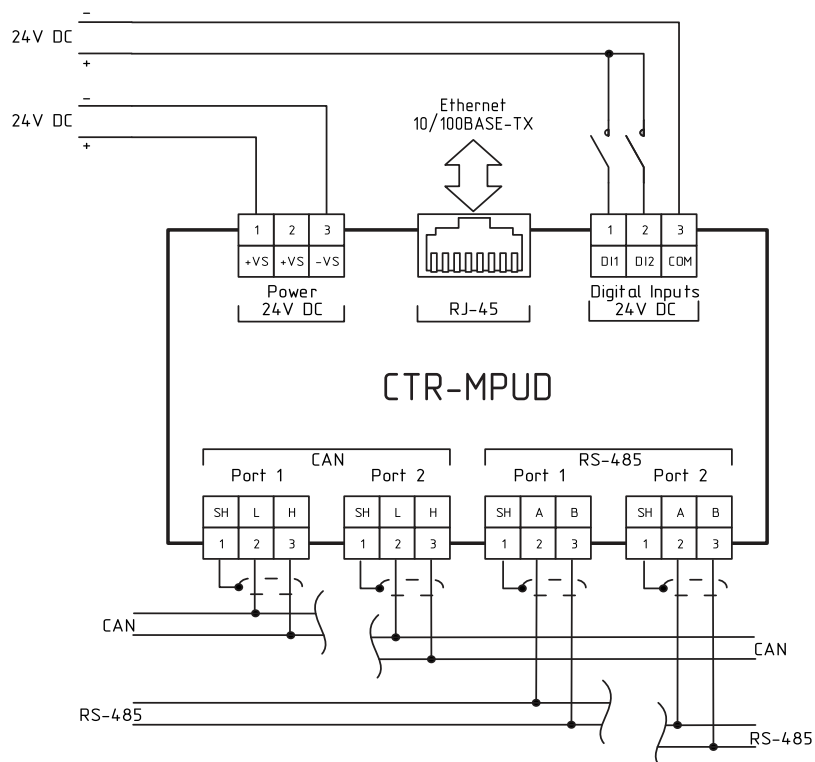 -
24V DC
+
-
24V DC
+
Ethernet
10/100BASE-TX
1 2 3
+VS +VS -VS
Power
24V DC
RJ-45
1 2 3
DI1 DI2 COM
Digital Inputs
24V DC
CTR-MPUD
CAN
RS-485
Port 1 Port 2 Port 1 Port 2
SH L H SH L H SH A B SH A B
1 2 3 1 2 3 1 2 3 1 2 3
CAN
CAN
RS-485
RS-485